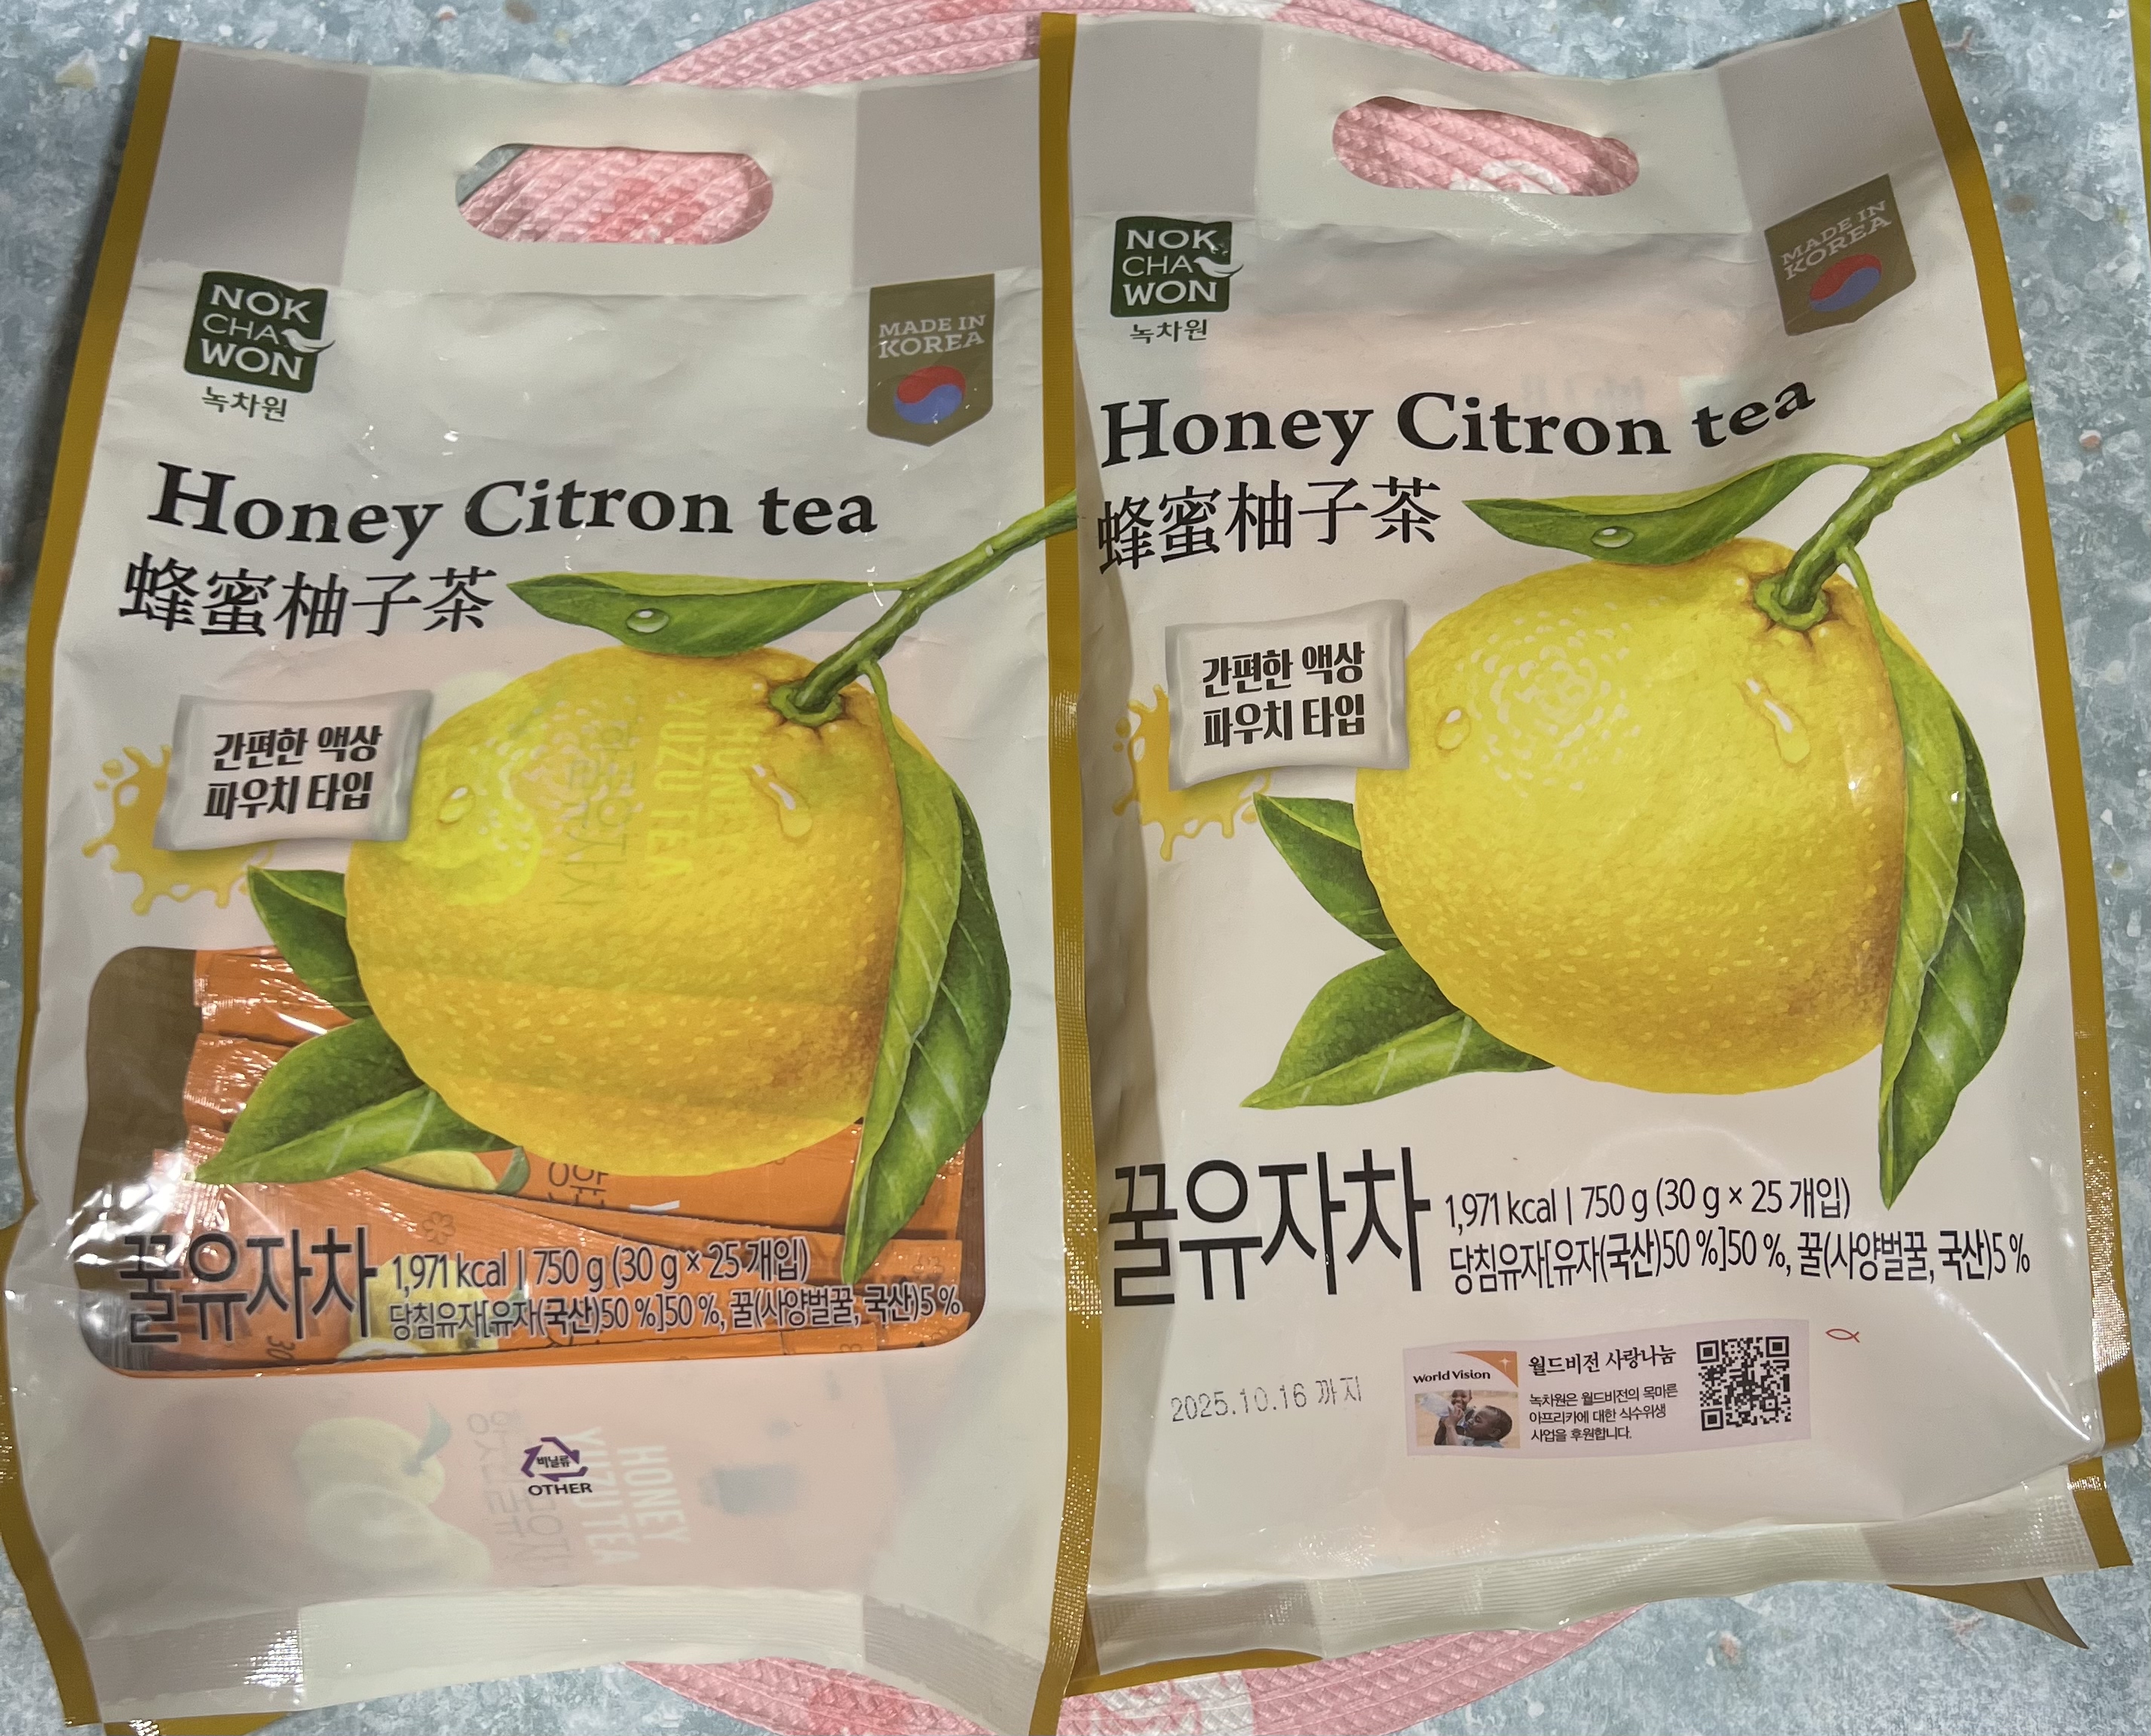 NOK
CHA
WON
녹차원
MADE IN
KOREA
Honey Citron tea
蜂蜜柚子茶
간편한 액상
파우치 타입
HONEY
YUZU TEA
꿀유자차
1,971 kcal | 750 g (30 g × 25 개입)
당침유자[유자(국산)50 %]50 %, 꿀(사양벌꿀, 국산)5 %
30
비닐류
OTHER
HONEY
YUZU TEA
NOK
CHA
WON
녹차원
MADE IN
KOREA
Honey Citron tea
蜂蜜柚子茶
간편한 액상
파우치 타입
꿀유자차
1,971 kcal | 750 g (30 g × 25 개입)
당침유자[유자(국산)50 %]50 %, 꿀(사양벌꿀, 국산)5 %
2025.10.16 까지
World Vision
월드비전 사랑나눔
녹차원은 월드비전의 목마른
아프리카에 대한 식수위생
사업을 후원합니다.